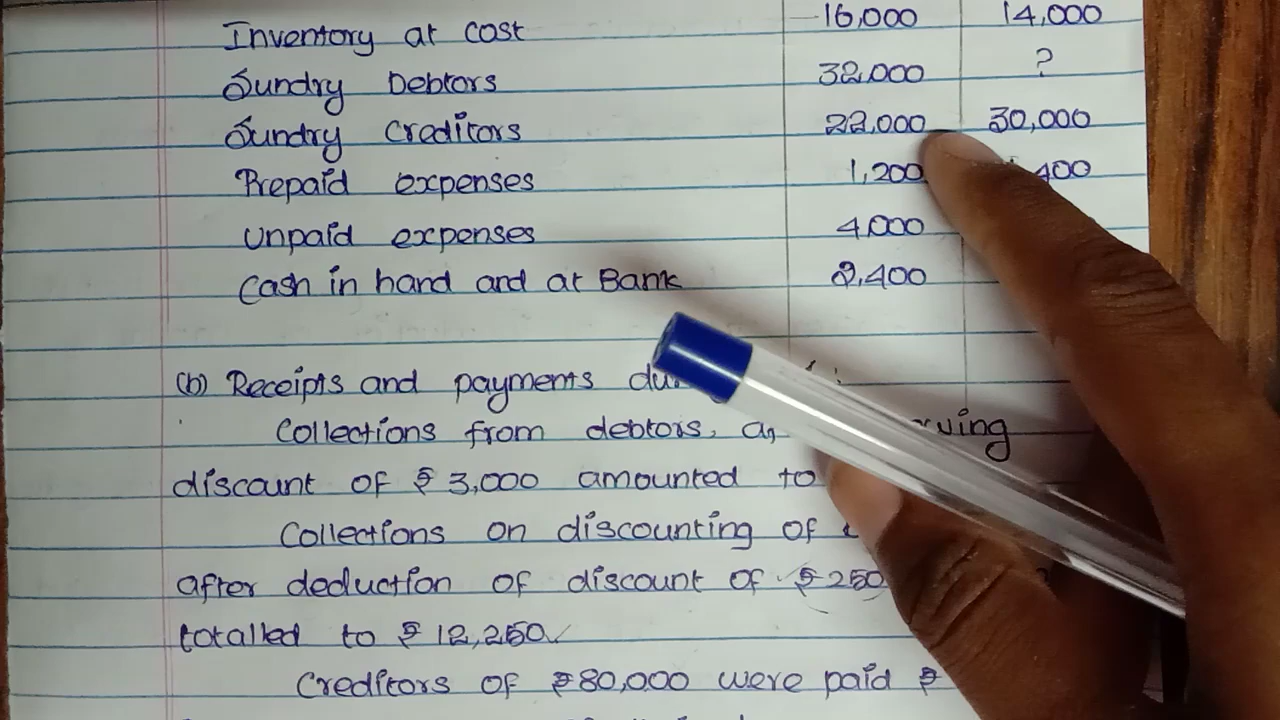 Inventory at cost 16,000 14,000
Sundry Debtors 32,000 ?
Sundry Creditors 22,000 30,000
Prepaid expenses 1,200 400
unpaid expenses 4,000
Cash in hand and at Bank 2,400
(b) Receipts and payments
Collections from debtors,
discount of ₹ 3,000 amounted to
Collections on discounting of
after deduction of discount of ₹ 250
totalled to ₹ 12,250
Creditors of ₹80,000 were paid ₹